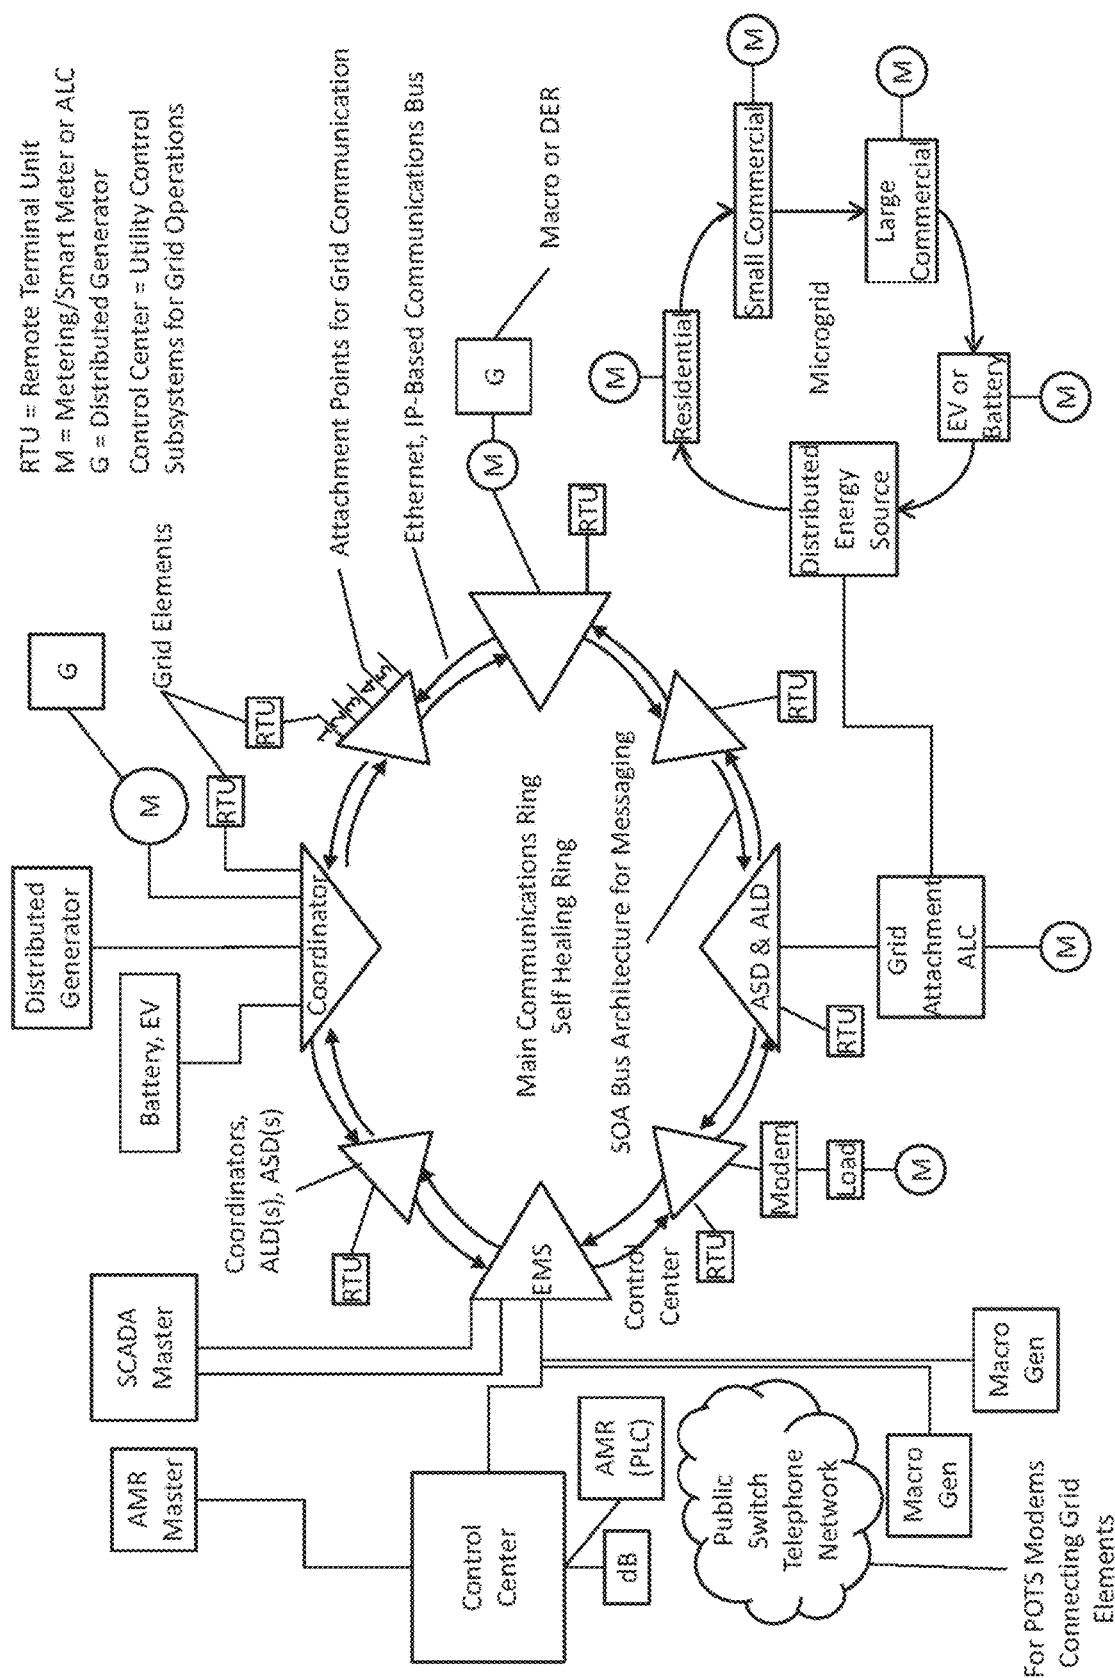 RTU = Remote Terminal Unit
M = Metering/Smart Meter or ALC
G = Distributed Generator
Control Center = Utility Control
Subsystems for Grid Operations
AMR
Master
SCADA
Master
Battery, EV
Distributed
Generator
M
G
RTU
Grid Elements
RTU
Coordinators,
ALD(s), ASD(s)
RTU
Coordinator
1 2 3 4 5
Attachment Points for Grid Communication
Ethernet, IP-Based Communications Bus
Control
Center
dB
AMR
(PLC)
EMS
Control
Center
Main Communications Ring
Self Healing Ring
SOA Bus Architecture for Messaging
M
G
Macro or DER
RTU
RTU
Public
Switch
Telephone
Network
Macro
Gen
Macro
Gen
RTU
Modem
Load
M
RTU
ASD & ALD
Grid
Attachment
ALC
M
Distributed
Energy
Source
Residential
M
Small Commercial
M
Microgrid
Large
Commercial
M
EV or
Battery
M
For POTS Modems
Connecting Grid
Elements